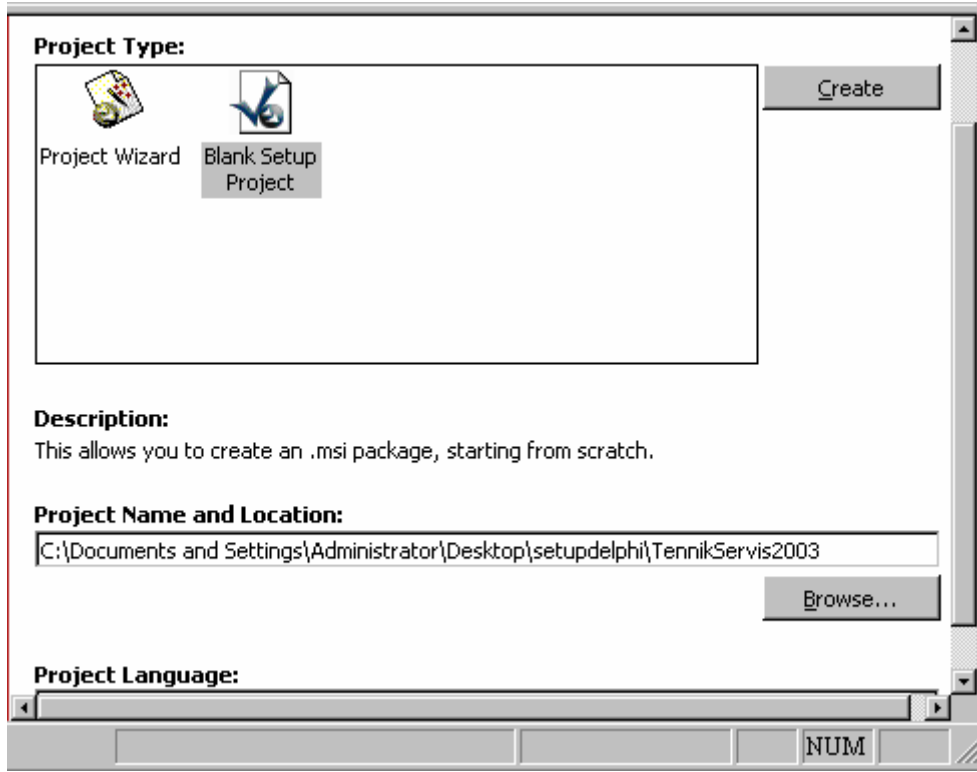 Project Type:
Create
Project Wizard
Blank Setup
Project
Description:
This allows you to create an .msi package, starting from scratch.
Project Name and Location:
C:\Documents and Settings\Administrator\Desktop\setupdelphi\TennikServis2003
Browse...
Project Language:
NUM